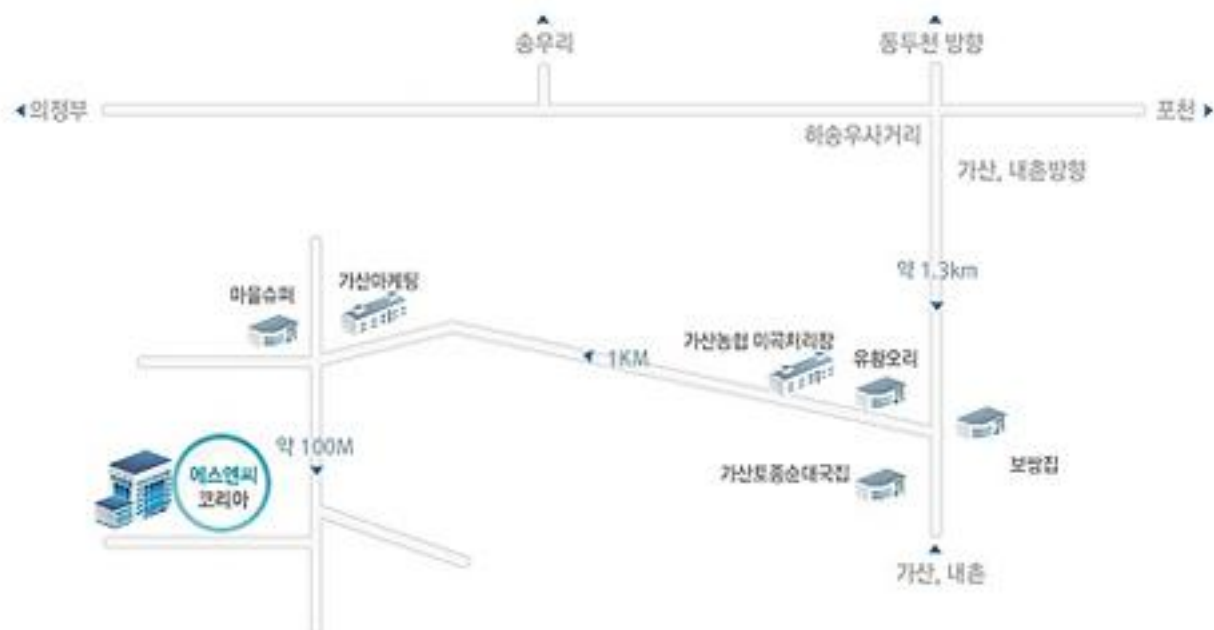 송우리
동두천 방향
의정부
포천
하송우사거리
가산, 내촌방향
약 1.3km
마을슈퍼
가산마케팅
가산농협 미곡처리장
유황오리
1KM
보쌈집
약 100M
가산토종순대국집
에스엔씨
코리아
가산, 내촌